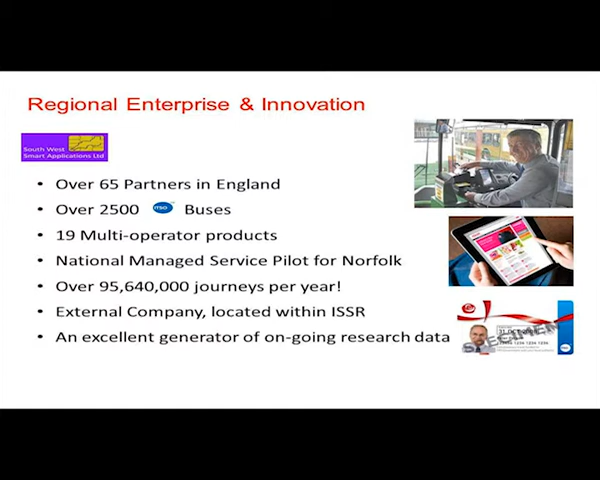 Regional Enterprise & Innovation
South West
Smart Applications Ltd
• Over 65 Partners in England
• Over 2500 ITSO Buses
• 19 Multi-operator products
• National Managed Service Pilot for Norfolk
• Over 95,640,000 journeys per year!
• External Company, located within ISSR
• An excellent generator of on-going research data
SPECIMEN